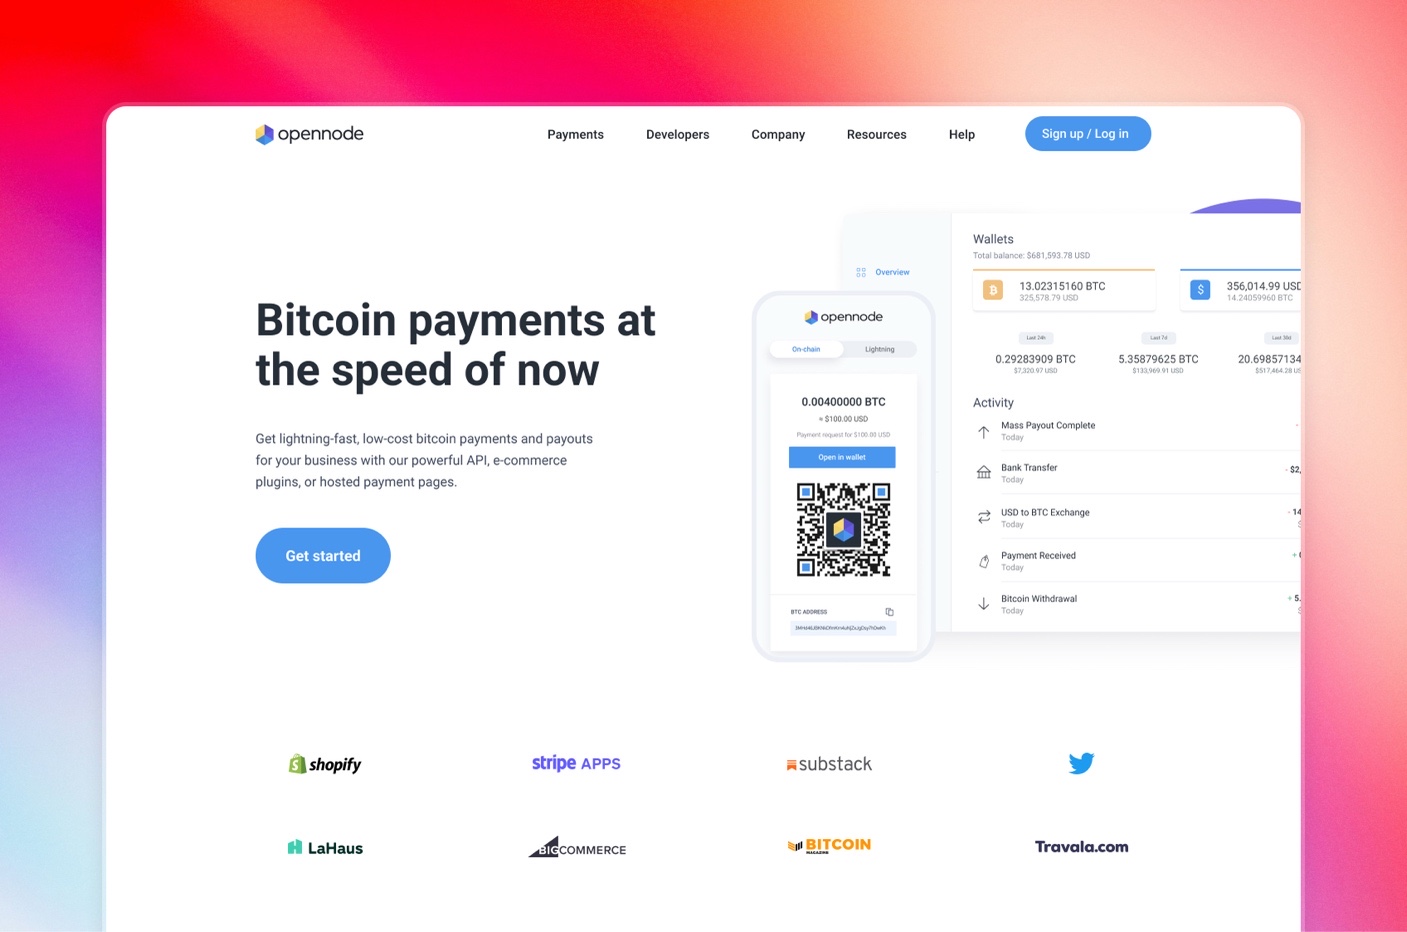 opennode
Payments
Developers
Company
Resources
Help
Sign up / Log in
Bitcoin payments at
the speed of now
Get lightning-fast, low-cost bitcoin payments and payouts
for your business with our powerful API, e-commerce
plugins, or hosted payment pages.
Get started
Overview
Wallets
Total balance: $681,593.78 USD
13.02315160 BTC
325,578.79 USD
356,014.99 USD
14.24059960 BTC
Last 24h
Last 7d
Last 30d
0.29283909 BTC
5.35879625 BTC
20.69857134
$7,320.97 USD
$133,969.91 USD
$517,464.28 US
Activity
Mass Payout Complete
Today
-
Bank Transfer
Today
- $2,
USD to BTC Exchange
Today
- 14
Payment Received
Today
+ 0
Bitcoin Withdrawal
Today
+ 5.
opennode
On-chain
Lightning
0.00400000 BTC
≈ $100.00 USD
Payment request for $100.00 USD
Open in wallet
BTC ADDRESS
shopify
stripe APPS
substack
LaHaus
BIGCOMMERCE
BITCOIN
MAGAZINE
Travala.com